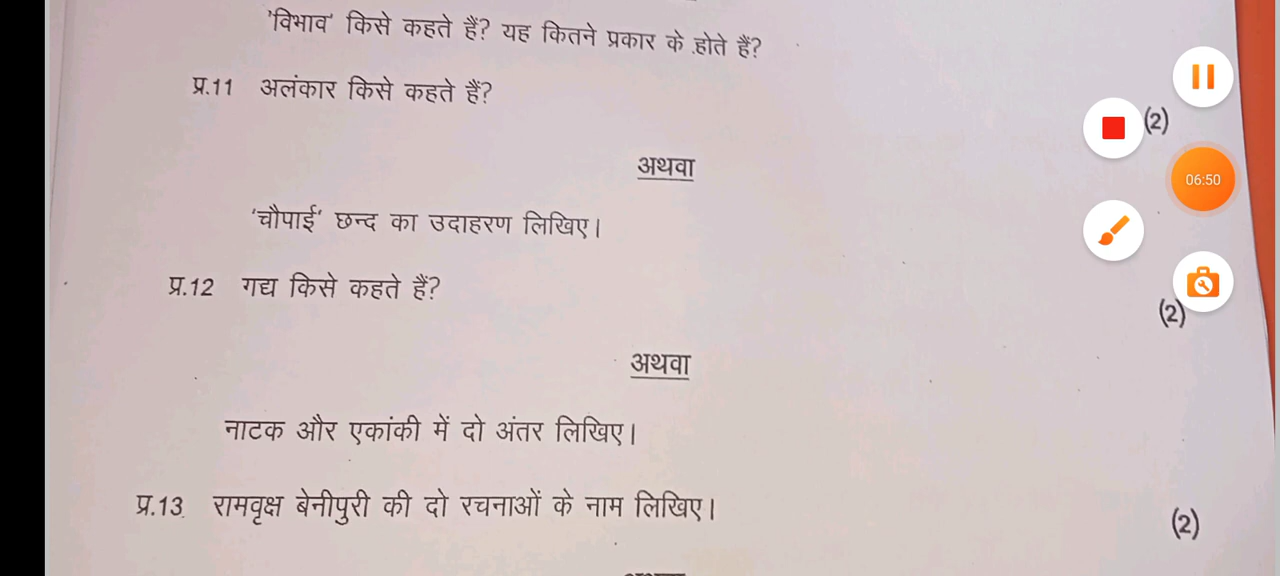 'विभाव' किसे कहते हैं? यह कितने प्रकार के होते हैं?
प्र.11 अलंकार किसे कहते हैं?
(2)
अथवा
'चौपाई' छन्द का उदाहरण लिखिए।
06:50
प्र.12 गद्य किसे कहते हैं?
(2)
अथवा
नाटक और एकांकी में दो अंतर लिखिए।
प्र.13 रामवृक्ष बेनीपुरी की दो रचनाओं के नाम लिखिए।
(2)